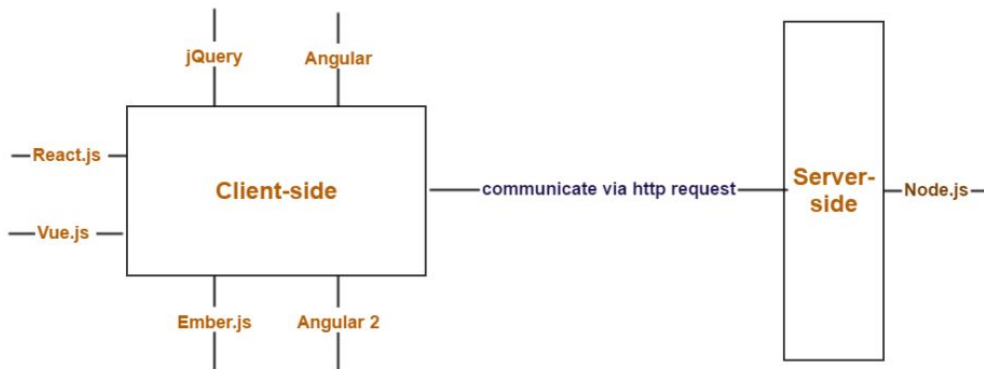 jQuery
Angular
React.js
Client-side
communicate via http request
Server-
side
Node.js
Vue.js
Ember.js
Angular 2